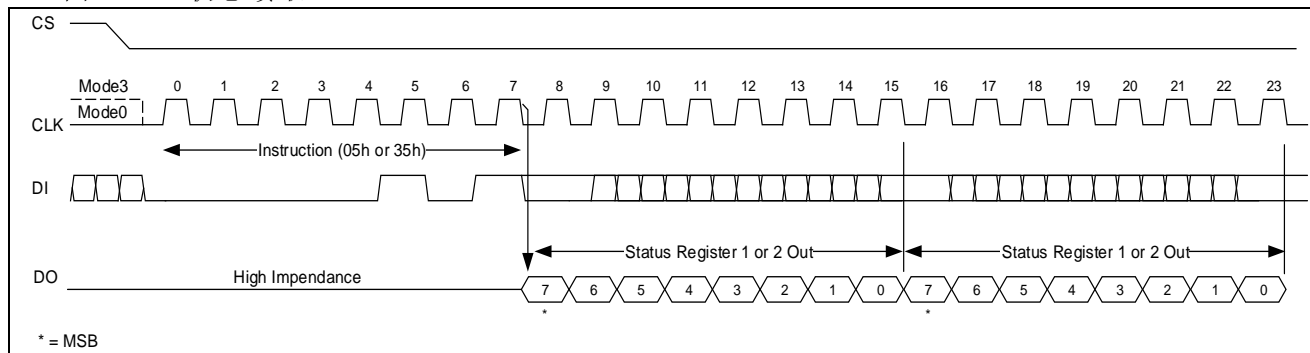 CS
Mode3 0 1 2 3 4 5 6 7 8 9 10 11 12 13 14 15 16 17 18 19 20 21 22 23
Mode0
CLK
Instruction (05h or 35h)
DI
Status Register 1 or 2 Out Status Register 1 or 2 Out
DO High Impendance 7 6 5 4 3 2 1 0 7 6 5 4 3 2 1 0
* *
* = MSB